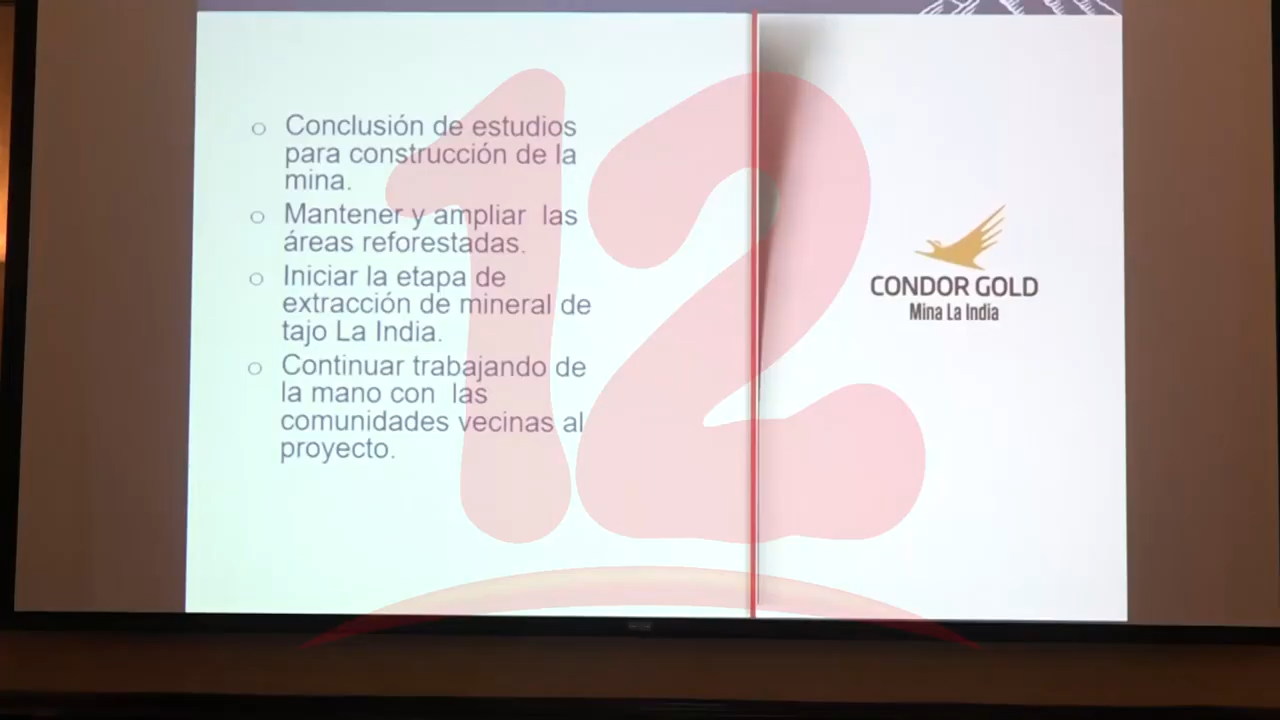 o Conclusión de estudios
para construcción de la
mina.
o Mantener y ampliar las
áreas reforestadas.
o Iniciar la etapa de
extracción de mineral de
tajo La India.
o Continuar trabajando de
la mano con las
comunidades vecinas al
proyecto.
CONDOR GOLD
Mina La India
12